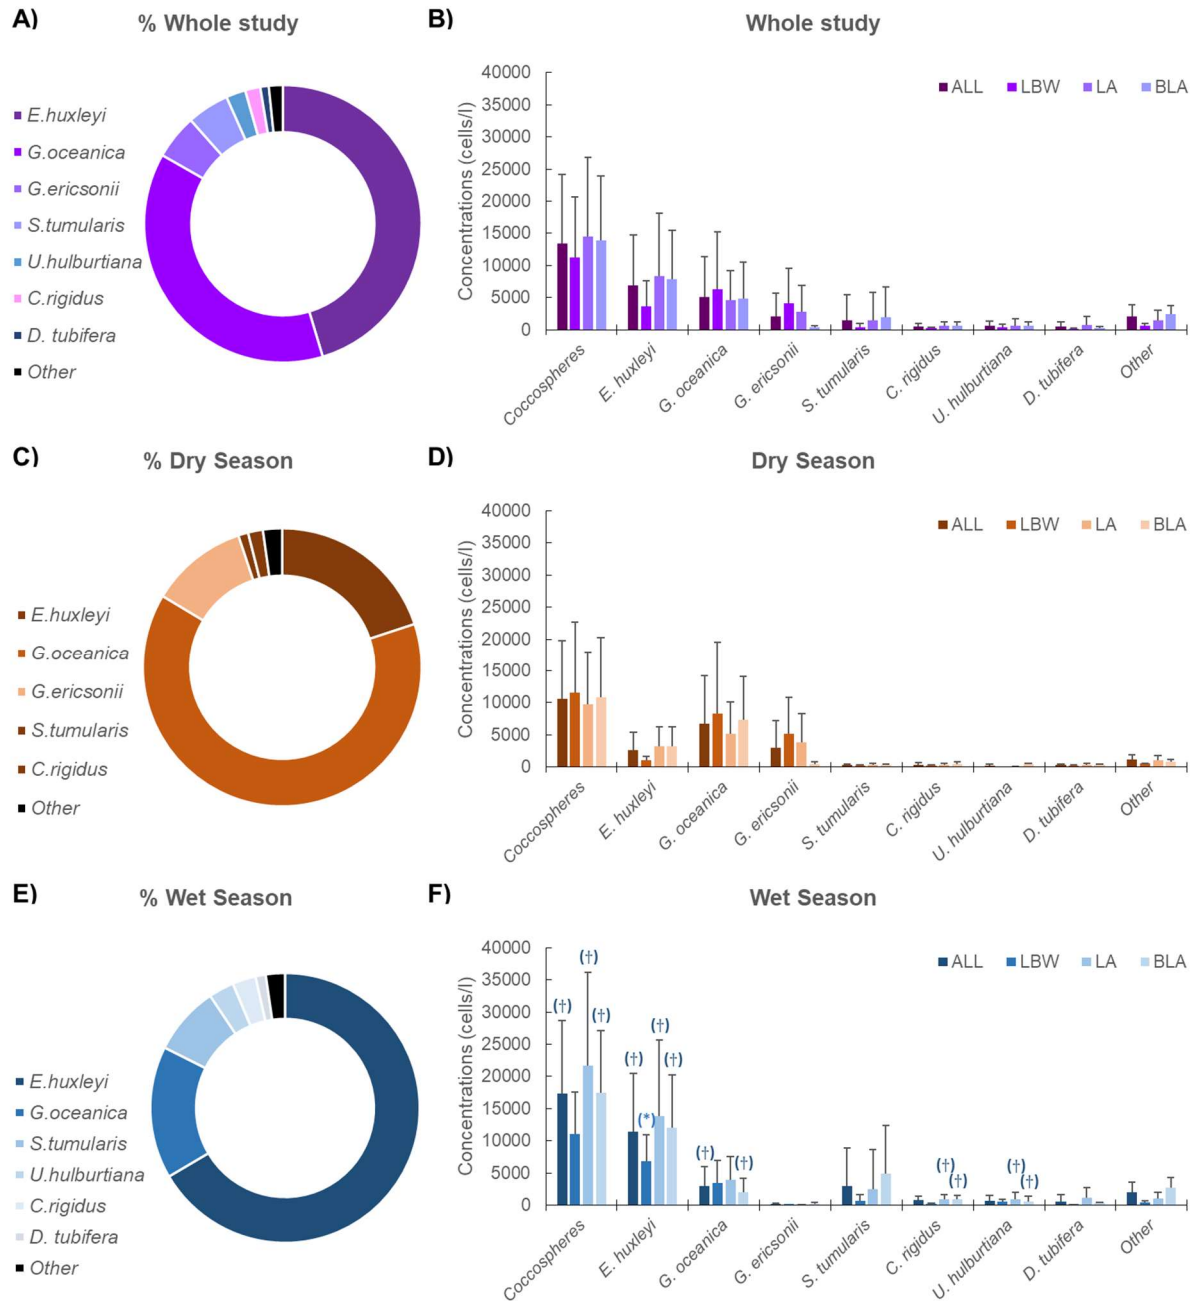 A) % Whole study
E.huxleyi
G.oceanica
G.ericsonii
S.tumularis
U.hulburtiana
C.rigidus
D. tubifera
Other
B) Whole study
ALL LBW LA BLA
Concentrations (cells/l)
40000
35000
30000
25000
20000
15000
10000
5000
0
Coccospheres E. huxleyi G. oceanica G. ericsonii S. tumularis C. rigidus U. hulburtiana D. tubifera Other
C) % Dry Season
E.huxleyi
G.oceanica
G.ericsonii
S.tumularis
C.rigidus
Other
D) Dry Season
ALL LBW LA BLA
Concentrations (cells/l)
40000
35000
30000
25000
20000
15000
10000
5000
0
Coccospheres E. huxleyi G. oceanica G. ericsonii S. tumularis C. rigidus U. hulburtiana D. tubifera Other
E) % Wet Season
E.huxleyi
G.oceanica
S.tumularis
U.hulburtiana
C.rigidus
D. tubifera
Other
F) Wet Season
ALL LBW LA BLA
Concentrations (cells/l)
40000
35000
30000
25000
20000
15000
10000
5000
0
(†) (†) (†) (†) (*) (†) (†) (†) (†) (†) (†) (†) (†)
Coccospheres E. huxleyi G. oceanica G. ericsonii S. tumularis C. rigidus U. hulburtiana D. tubifera Other